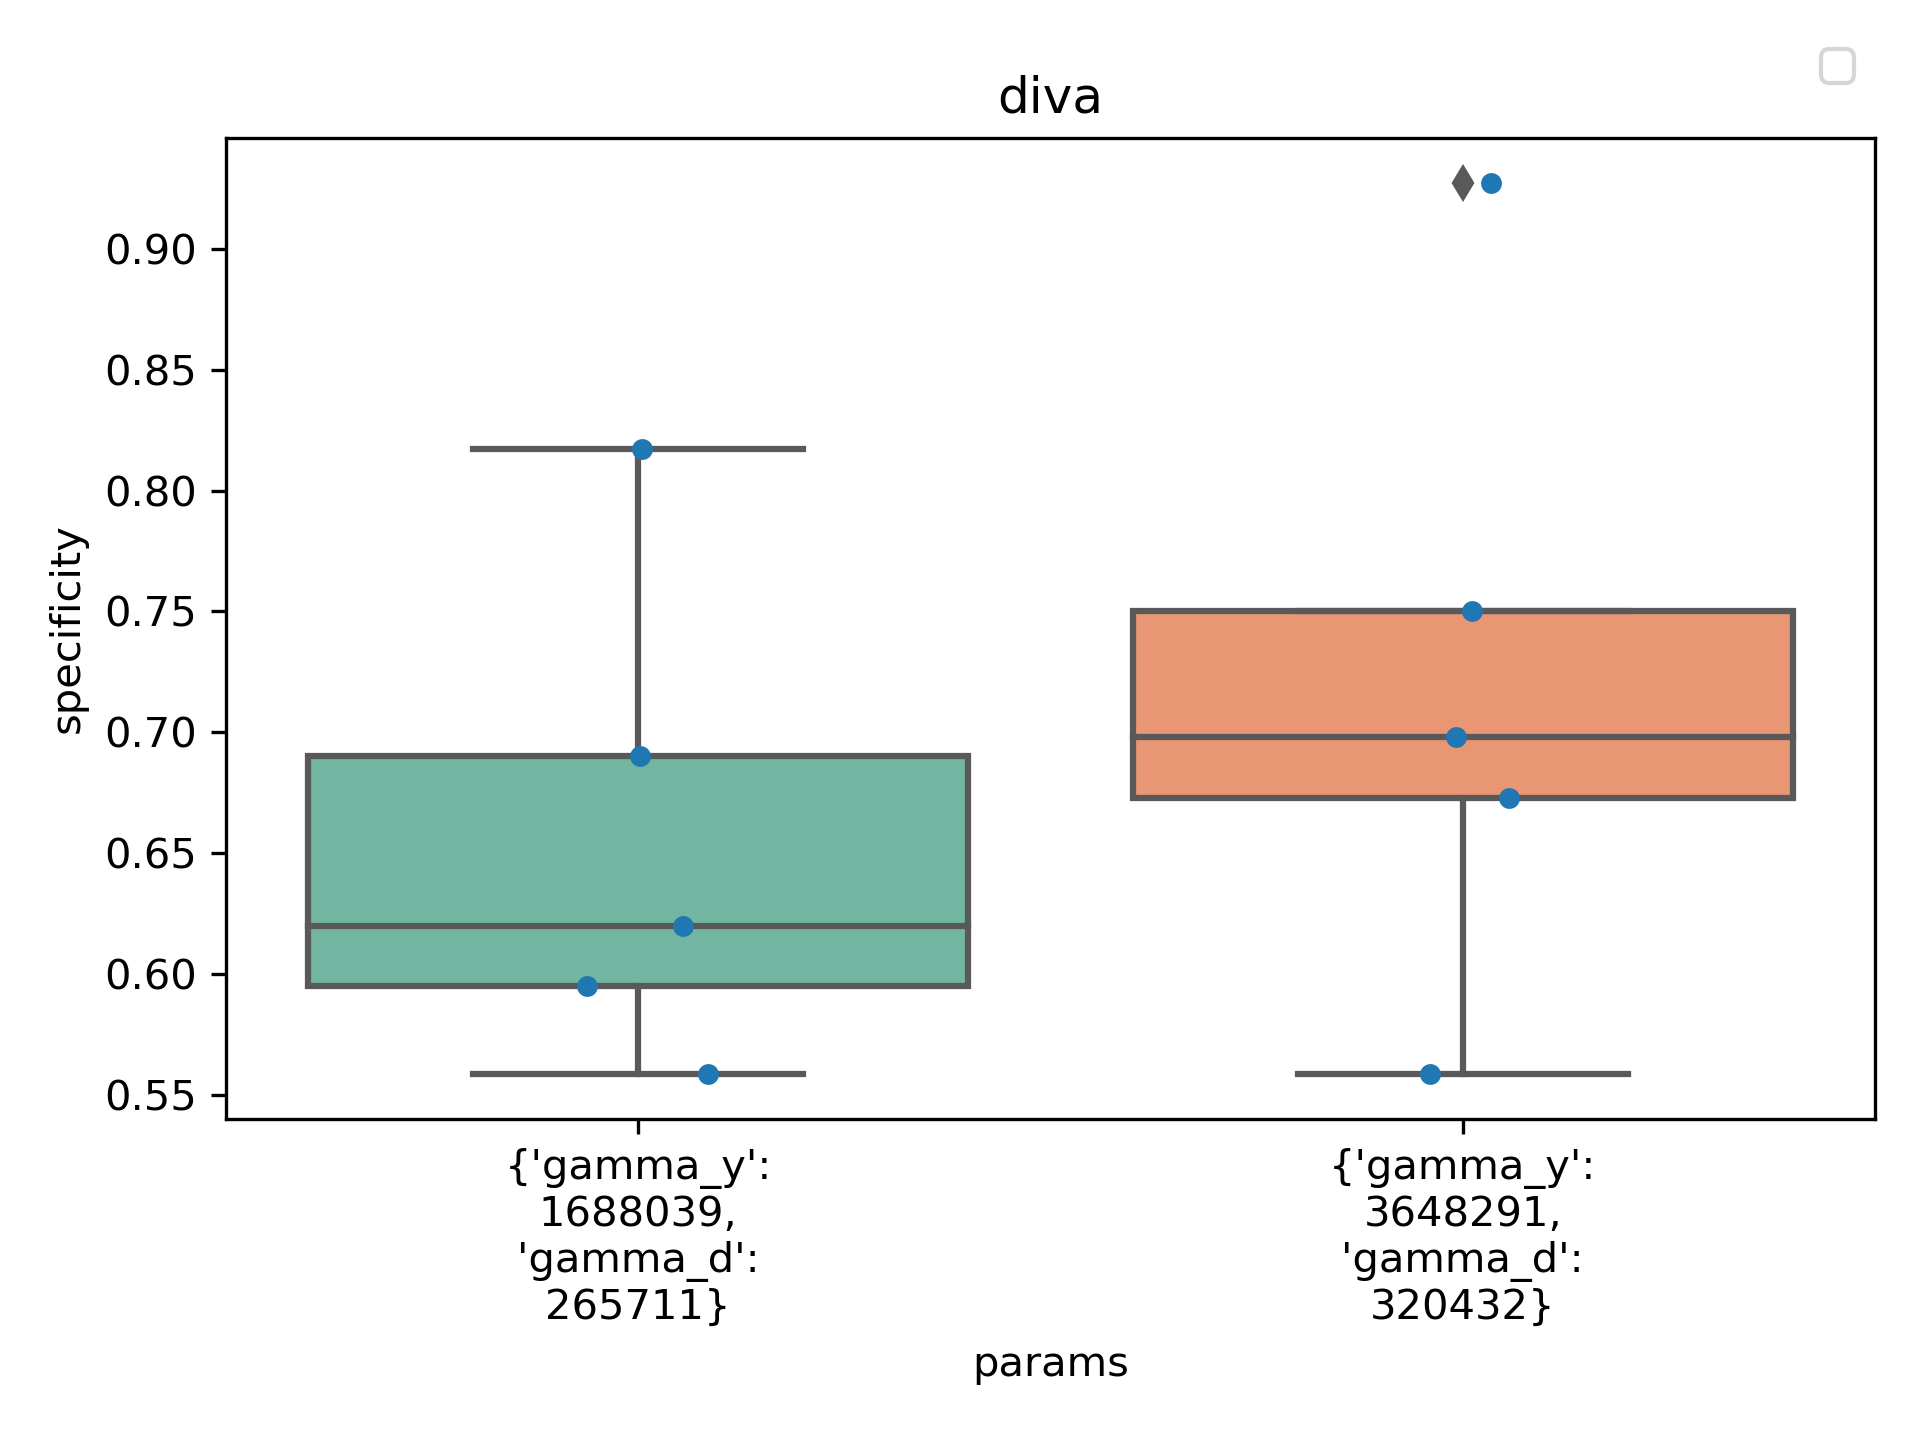 diva
specificity
0.90
0.85
0.80
0.75
0.70
0.65
0.60
0.55
{'gamma_y':
1688039,
'gamma_d':
265711}
{'gamma_y':
3648291,
'gamma_d':
320432}
params